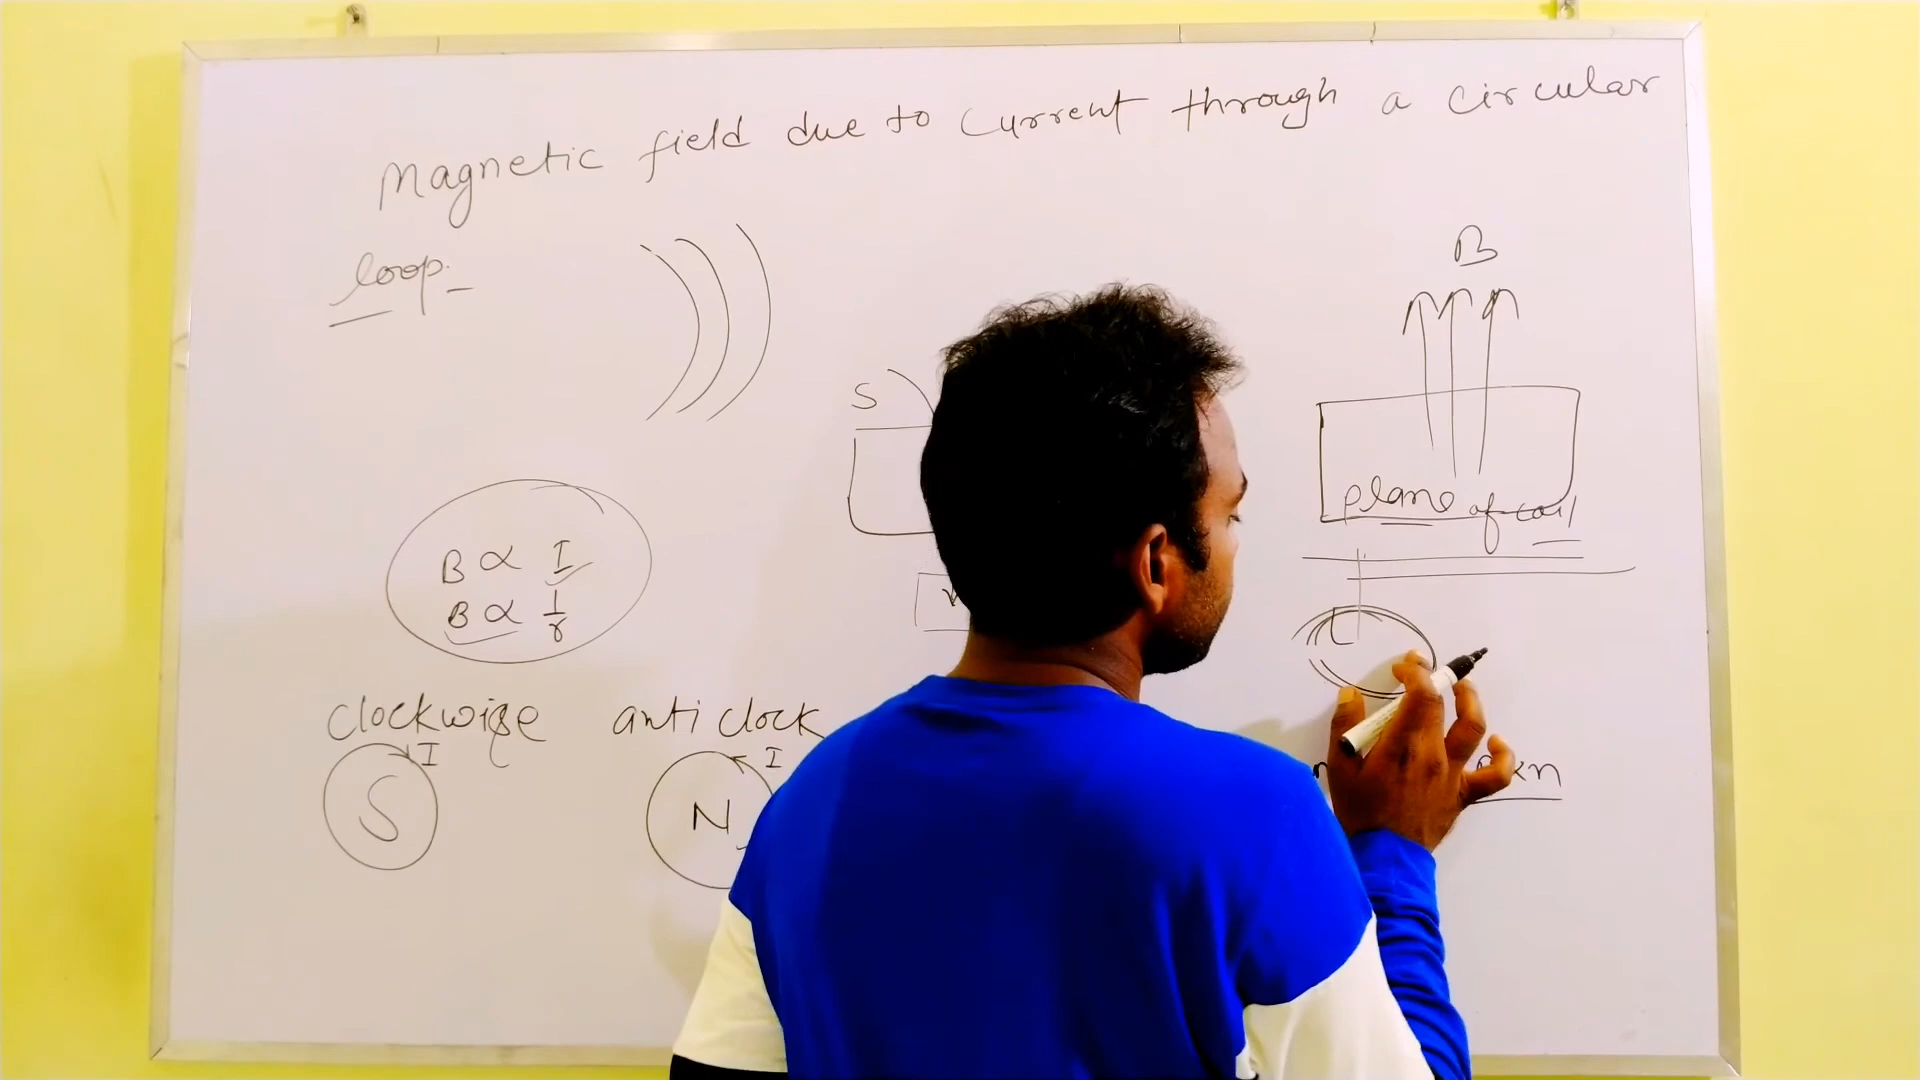 Magnetic field due to current through a circular
loop.-
B
S
plane of coil
B ∝ I
B ∝ 1/r
clockwise
anti clock
I
I
S
N
∝n